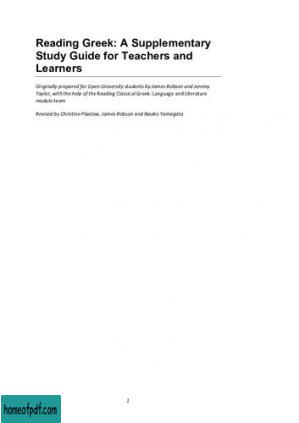 Reading Greek: A Supplementary
Study Guide for Teachers and
Learners
Originally prepared for Open University students by James Robson and Jeremy
Taylor, with the help of the Reading Classical Greek: Language and Literature
module team
Revised by Christine Plastow, James Robson and Naoko Yamagata
1
homeofpdf.com